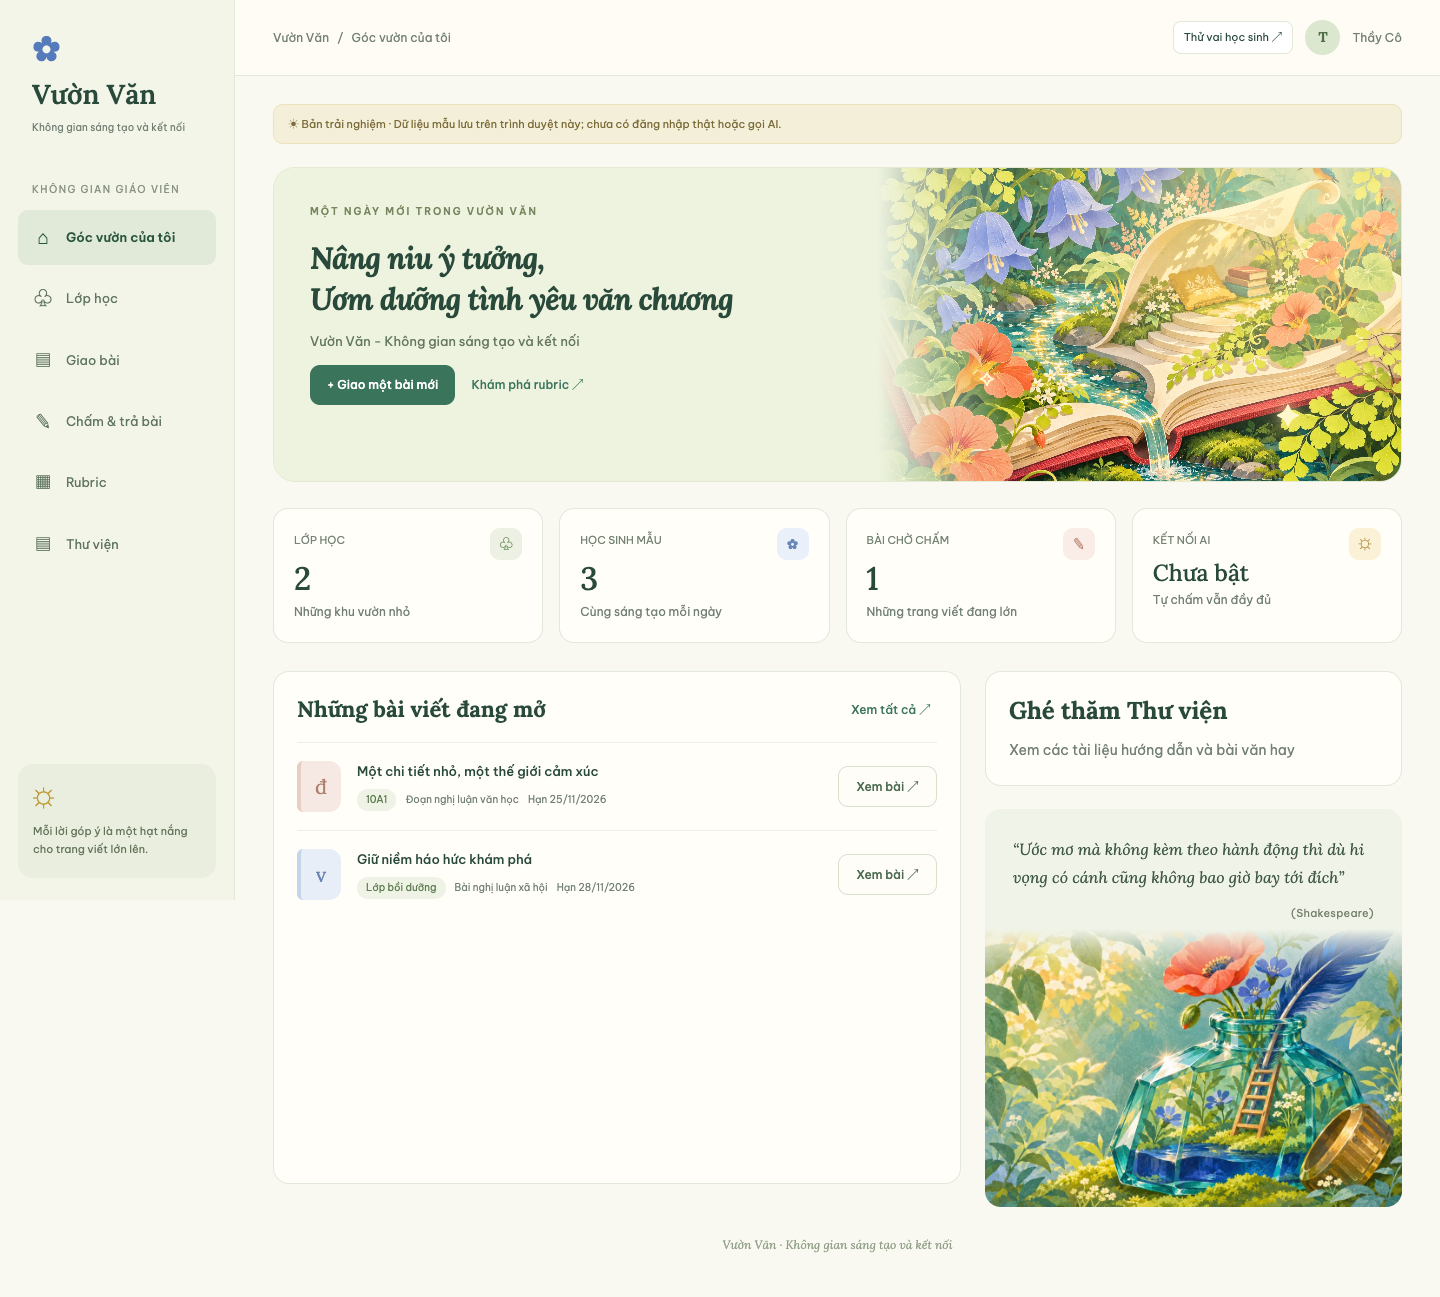 Vườn Văn
Không gian sáng tạo và kết nối
KHÔNG GIAN GIÁO VIÊN
Góc vườn của tôi
Lớp học
Giao bài
Chấm & trả bài
Rubric
Thư viện
Mỗi lời góp ý là một hạt nắng
cho trang viết lớn lên.
Vườn Văn / Góc vườn của tôi
Thử vai học sinh ↗
T
Thầy Cô
☀ Bản trải nghiệm · Dữ liệu mẫu lưu trên trình duyệt này; chưa có đăng nhập thật hoặc gọi AI.
MỘT NGÀY MỚI TRONG VƯỜN VĂN
Nâng niu ý tưởng,
Ươm dưỡng tình yêu văn chương
Vườn Văn - Không gian sáng tạo và kết nối
+ Giao một bài mới
Khám phá rubric ↗
LỚP HỌC
2
Những khu vườn nhỏ
HỌC SINH MẪU
3
Cùng sáng tạo mỗi ngày
BÀI CHỜ CHẤM
1
Những trang viết đang lớn
KẾT NỐI AI
Chưa bật
Tự chấm vẫn đầy đủ
Những bài viết đang mở
Xem tất cả ↗
đ
Một chi tiết nhỏ, một thế giới cảm xúc
10A1 Đoạn nghị luận văn học Hạn 25/11/2026
Xem bài ↗
v
Giữ niềm háo hức khám phá
Lớp bồi dưỡng Bài nghị luận xã hội Hạn 28/11/2026
Xem bài ↗
Ghé thăm Thư viện
Xem các tài liệu hướng dẫn và bài văn hay
“Ước mơ mà không kèm theo hành động thì dù hi
vọng có cánh cũng không bao giờ bay tới đích”
(Shakespeare)
Vườn Văn · Không gian sáng tạo và kết nối